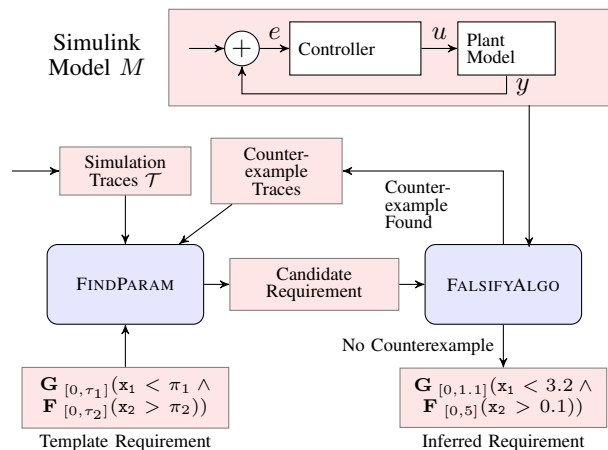 Simulink
Model M
+
e
Controller
u
Plant
Model
y
Simulation
Traces 𝒯
Counter-
example
Traces
Counter-
example
Found
FINDPARAM
Candidate
Requirement
FALSIFYALGO
No Counterexample
G [0,τ₁](x₁ < π₁ ∧
F [0,τ₂](x₂ > π₂))
Template Requirement
G [0,1.1](x₁ < 3.2 ∧
F [0,5](x₂ > 0.1))
Inferred Requirement